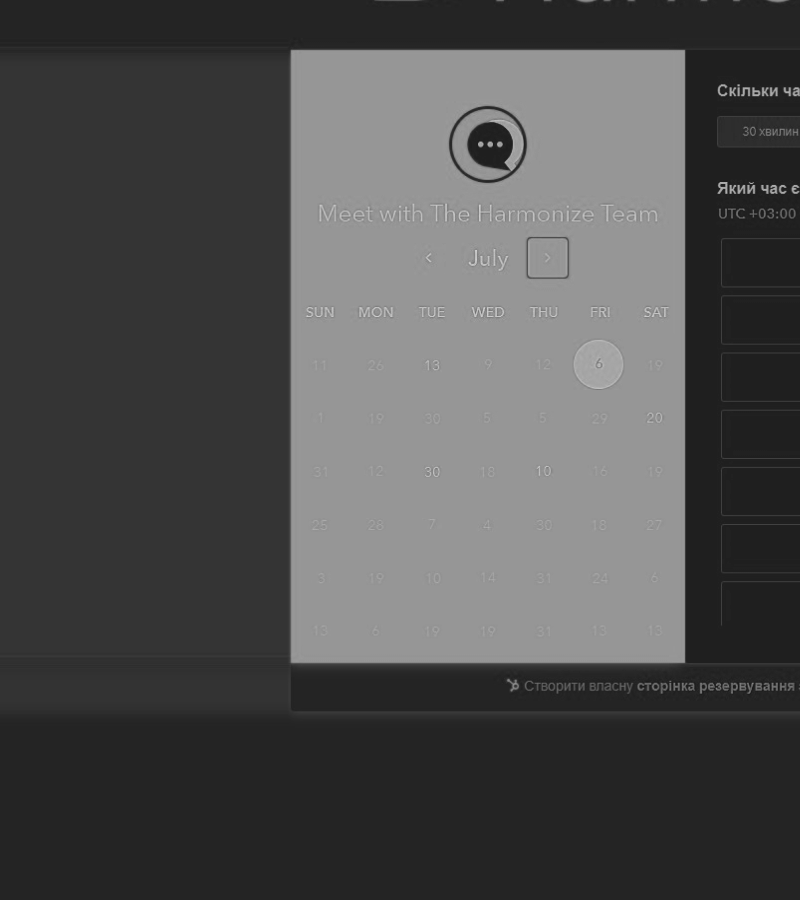 Скільки ча
30 хвилин
Meet with The Harmonize Team
Який час є
UTC +03:00
‹ July ›
SUN MON TUE WED THU FRI SAT
11 26 13 9 12 6 19
1 19 30 5 5 29 20
31 12 30 18 10 16 19
25 28 7 4 30 18 27
3 19 10 14 31 24 6
13 6 19 19 31 13 13
Створити власну сторінка резервування